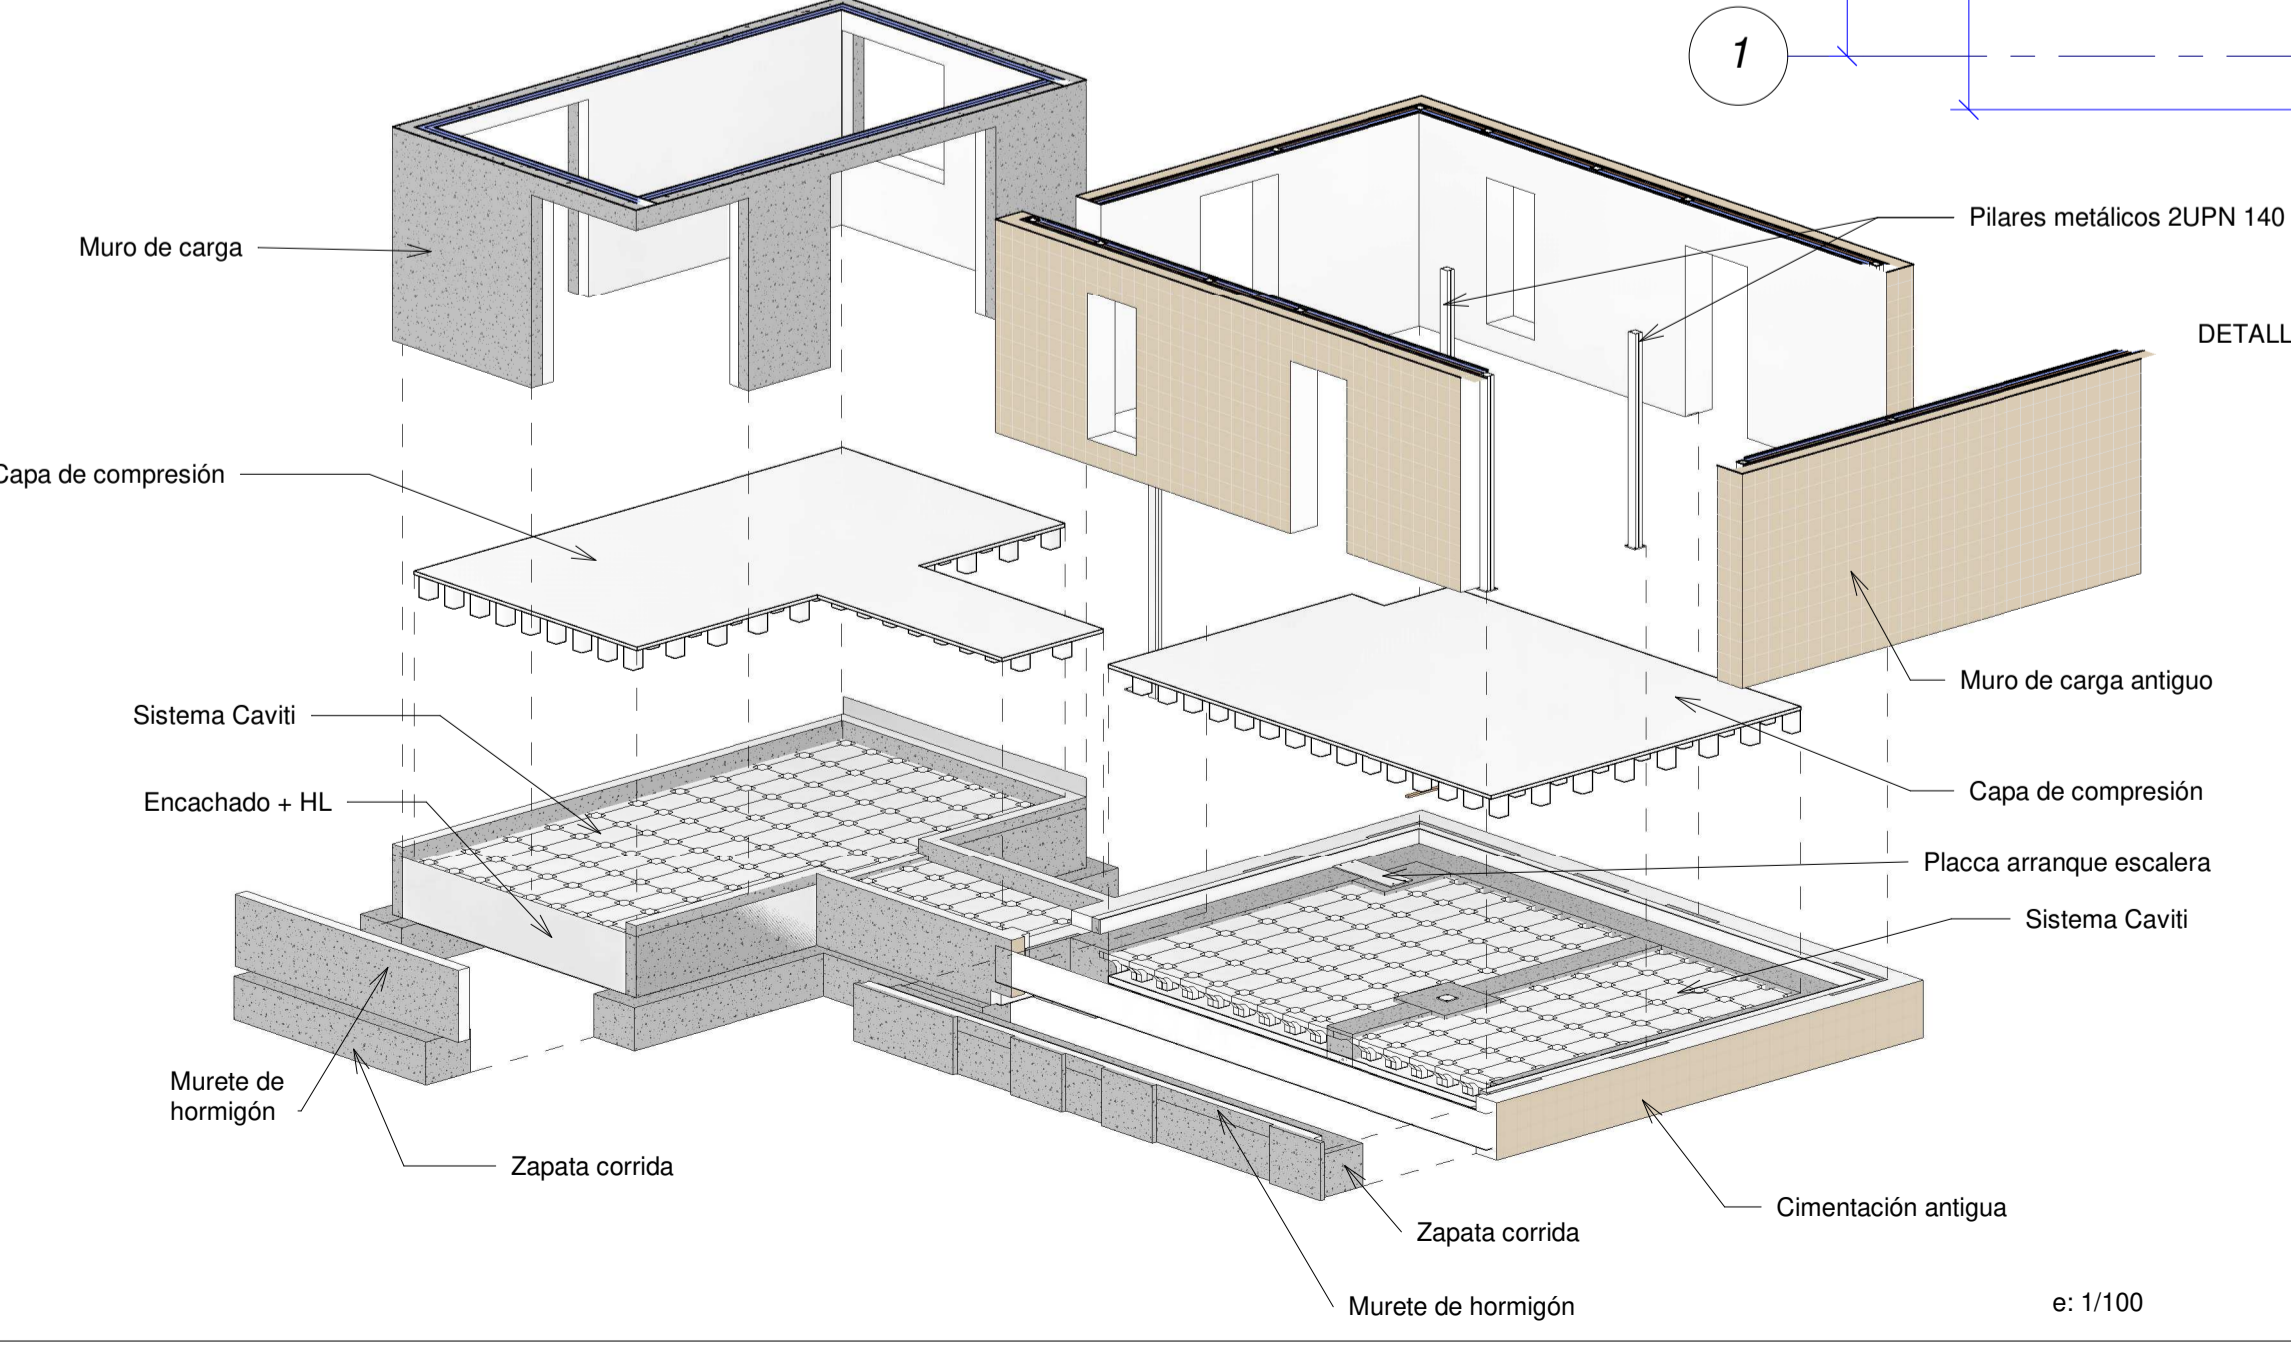 1
Pilares metálicos 2UPN 140
Muro de carga
DETALL
Capa de compresión
Muro de carga antiguo
Sistema Caviti
Capa de compresión
Encachado + HL
Placca arranque escalera
Sistema Caviti
Murete de
hormigón
Zapata corrida
Cimentación antigua
Zapata corrida
Murete de hormigón
e: 1/100